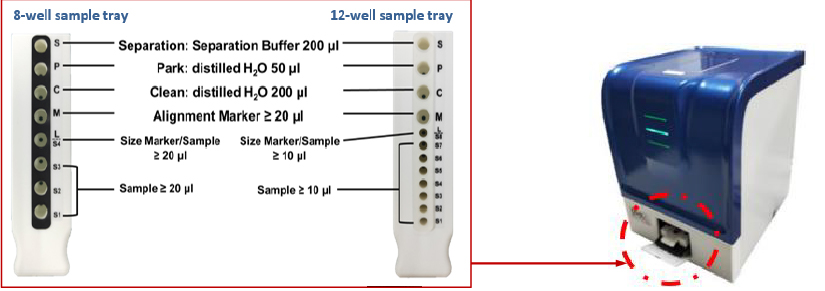 8-well sample tray
12-well sample tray
S
Separation: Separation Buffer 200 µl
S
P
Park: distilled H₂O 50 µl
P
C
Clean: distilled H₂O 200 µl
C
M
Alignment Marker ≥ 20 µl
M
L
S4
Size Marker/Sample
≥ 20 µl
Size Marker/Sample
≥ 10 µl
L
S8
S7
S6
S5
S4
S3
S2
S1
S3
S2
S1
Sample ≥ 20 µl
Sample ≥ 10 µl